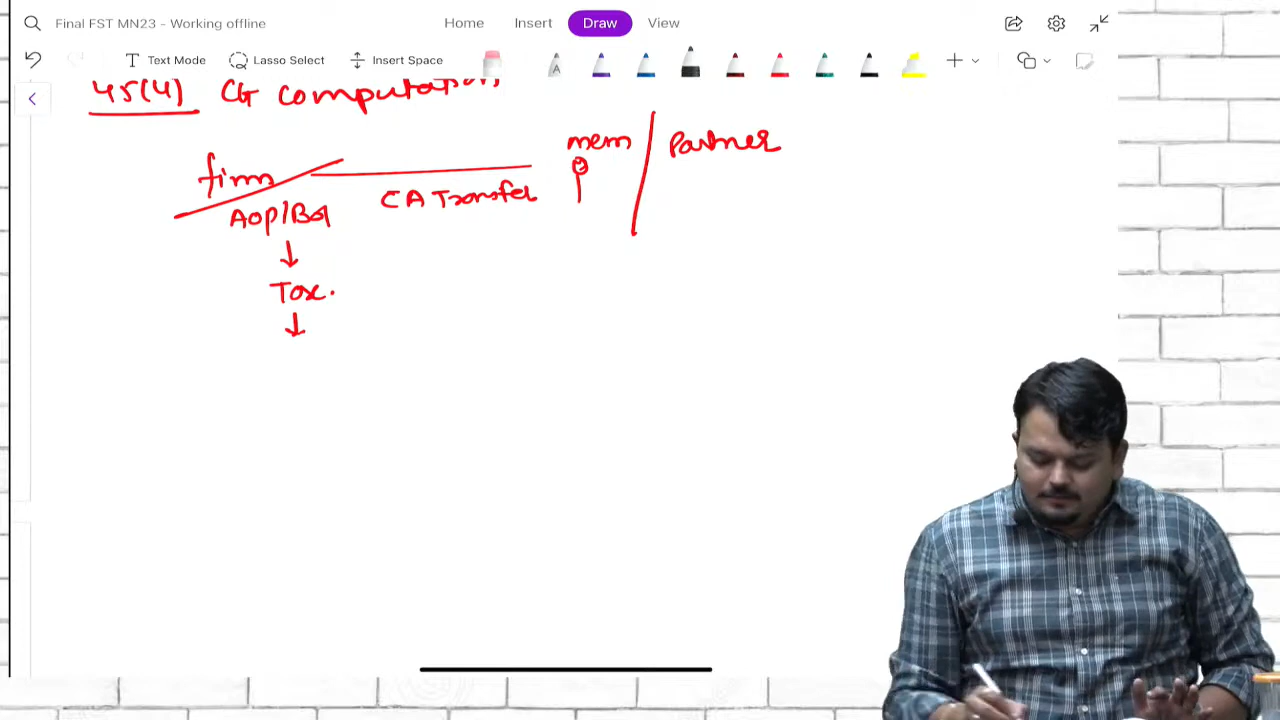 Final FST MN23 - Working offline
Home Insert Draw View
Text Mode Lasso Select Insert Space
45(4) CG computation
firm
AOP/BOI
CA Transfer
mem
Partner
Tax.